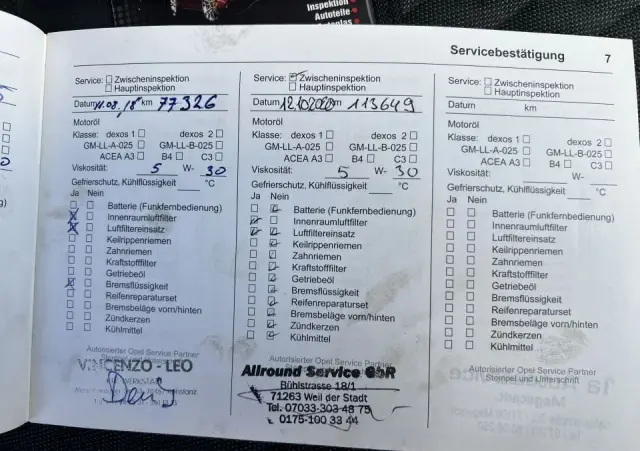 Inspektion
Autoteile
Servicebestätigung 7
Service: Zwischeninspektion
Hauptinspektion
Datum 11.08.18 km 77326
Motoröl
Klasse: dexos 1 dexos 2
GM-LL-A-025 GM-LL-B-025
ACEA A3 B4 C3
Viskosität: 5 W- 30
Gefrierschutz, Kühlflüssigkeit °C
Ja Nein
Batterie (Funkfernbedienung)
Innenraumluftfilter
Luftfiltereinsatz
Keilrippenriemen
Zahnriemen
Kraftstofffilter
Getriebeöl
Bremsflüssigkeit
Reifenreparaturset
Bremsbeläge vorn/hinten
Zündkerzen
Kühlmittel
Autorisierter Opel Service Partner
VINCENZO - LEO
Service: Zwischeninspektion
Hauptinspektion
Datum 12.10.2020 km 113649
Motoröl
Klasse: dexos 1 dexos 2
GM-LL-A-025 GM-LL-B-025
ACEA A3 B4 C3
Viskosität: 5 W- 30
Gefrierschutz, Kühlflüssigkeit °C
Ja Nein
Batterie (Funkfernbedienung)
Innenraumluftfilter
Luftfiltereinsatz
Keilrippenriemen
Zahnriemen
Kraftstofffilter
Getriebeöl
Bremsflüssigkeit
Reifenreparaturset
Bremsbeläge vorn/hinten
Zündkerzen
Kühlmittel
Autorisierter Opel Service Partner
Allround Service GbR
Bühlstrasse 18/1
71263 Weil der Stadt
Tel. 07033-303 48 75
0175-100 33 44
Service: Zwischeninspektion
Hauptinspektion
Datum km
Motoröl
Klasse: dexos 1 dexos 2
GM-LL-A-025 GM-LL-B-025
ACEA A3 B4 C3
Viskosität: W-
Gefrierschutz, Kühlflüssigkeit °C
Ja Nein
Batterie (Funkfernbedienung)
Innenraumluftfilter
Luftfiltereinsatz
Keilrippenriemen
Zahnriemen
Kraftstofffilter
Getriebeöl
Bremsflüssigkeit
Reifenreparaturset
Bremsbeläge vorn/hinten
Zündkerzen
Kühlmittel
Autorisierter Opel Service Partner
Stempel und Unterschrift